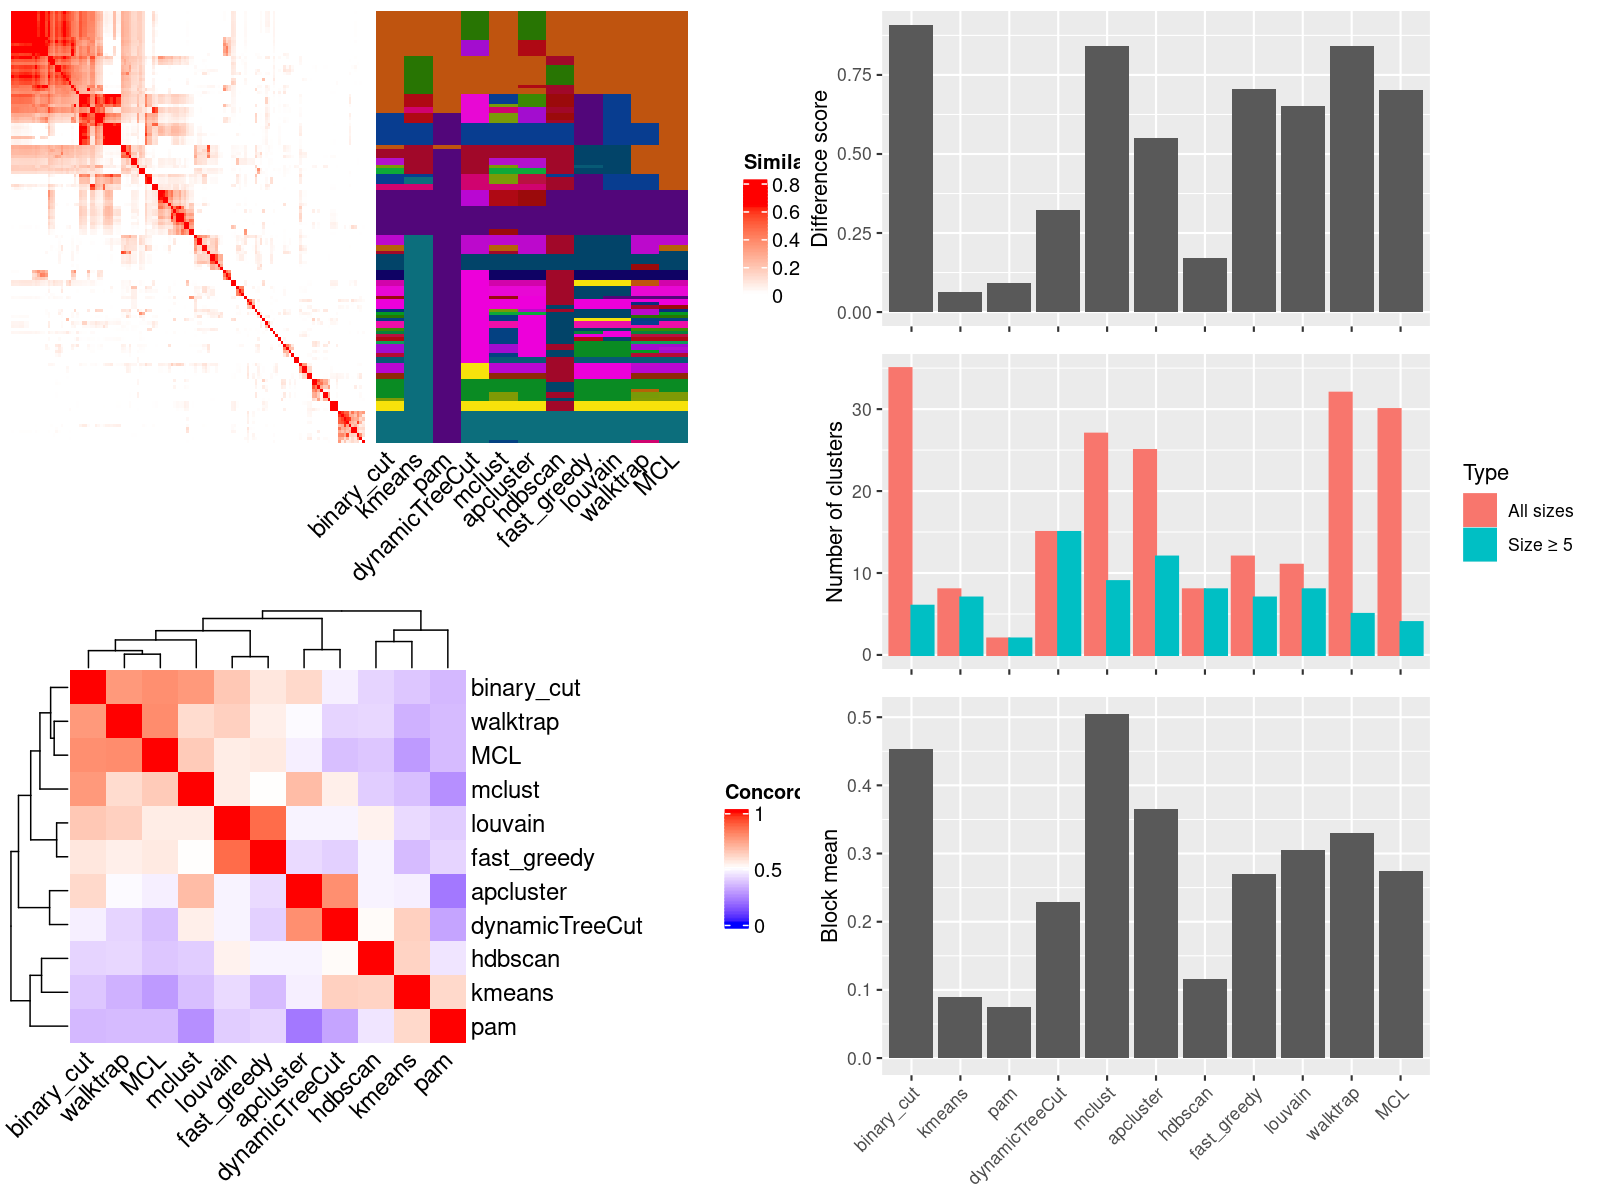 Simila
0.8
0.6
0.4
0.2
0
binary_cut
kmeans
pam
dynamicTreeCut
mclust
apcluster
hdbscan
fast_greedy
louvain
walktrap
MCL
binary_cut
walktrap
MCL
mclust
louvain
fast_greedy
apcluster
dynamicTreeCut
hdbscan
kmeans
pam
binary_cut
walktrap
MCL
mclust
louvain
fast_greedy
apcluster
dynamicTreeCut
hdbscan
kmeans
pam
Concorc
1
0.5
0
Difference score
0.75
0.50
0.25
0.00
Number of clusters
30
20
10
0
Type
All sizes
Size ≥ 5
Block mean
0.5
0.4
0.3
0.2
0.1
0.0
binary_cut
kmeans
pam
dynamicTreeCut
mclust
apcluster
hdbscan
fast_greedy
louvain
walktrap
MCL